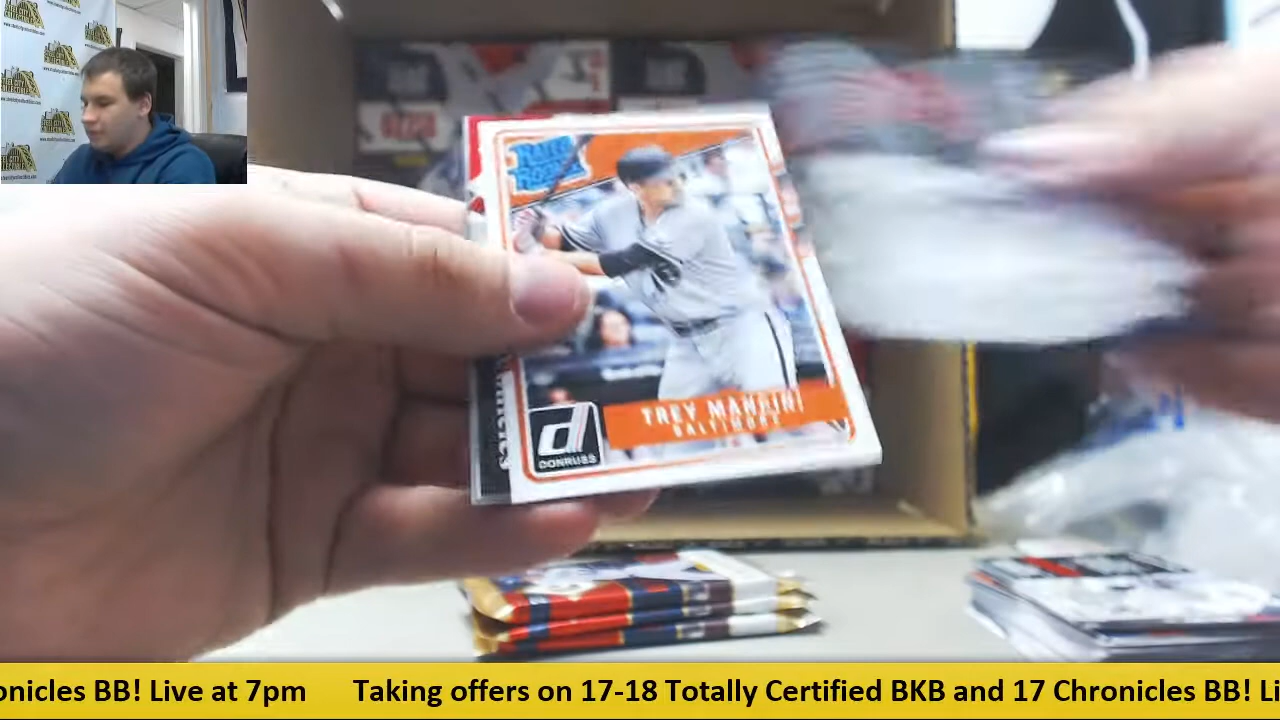 RATED
ROOKIE
TREY MANCINI
BALTIMORE
d
DONRUSS
onicles BB! Live at 7pm Taking offers on 17-18 Totally Certified BKB and 17 Chronicles BB! Li